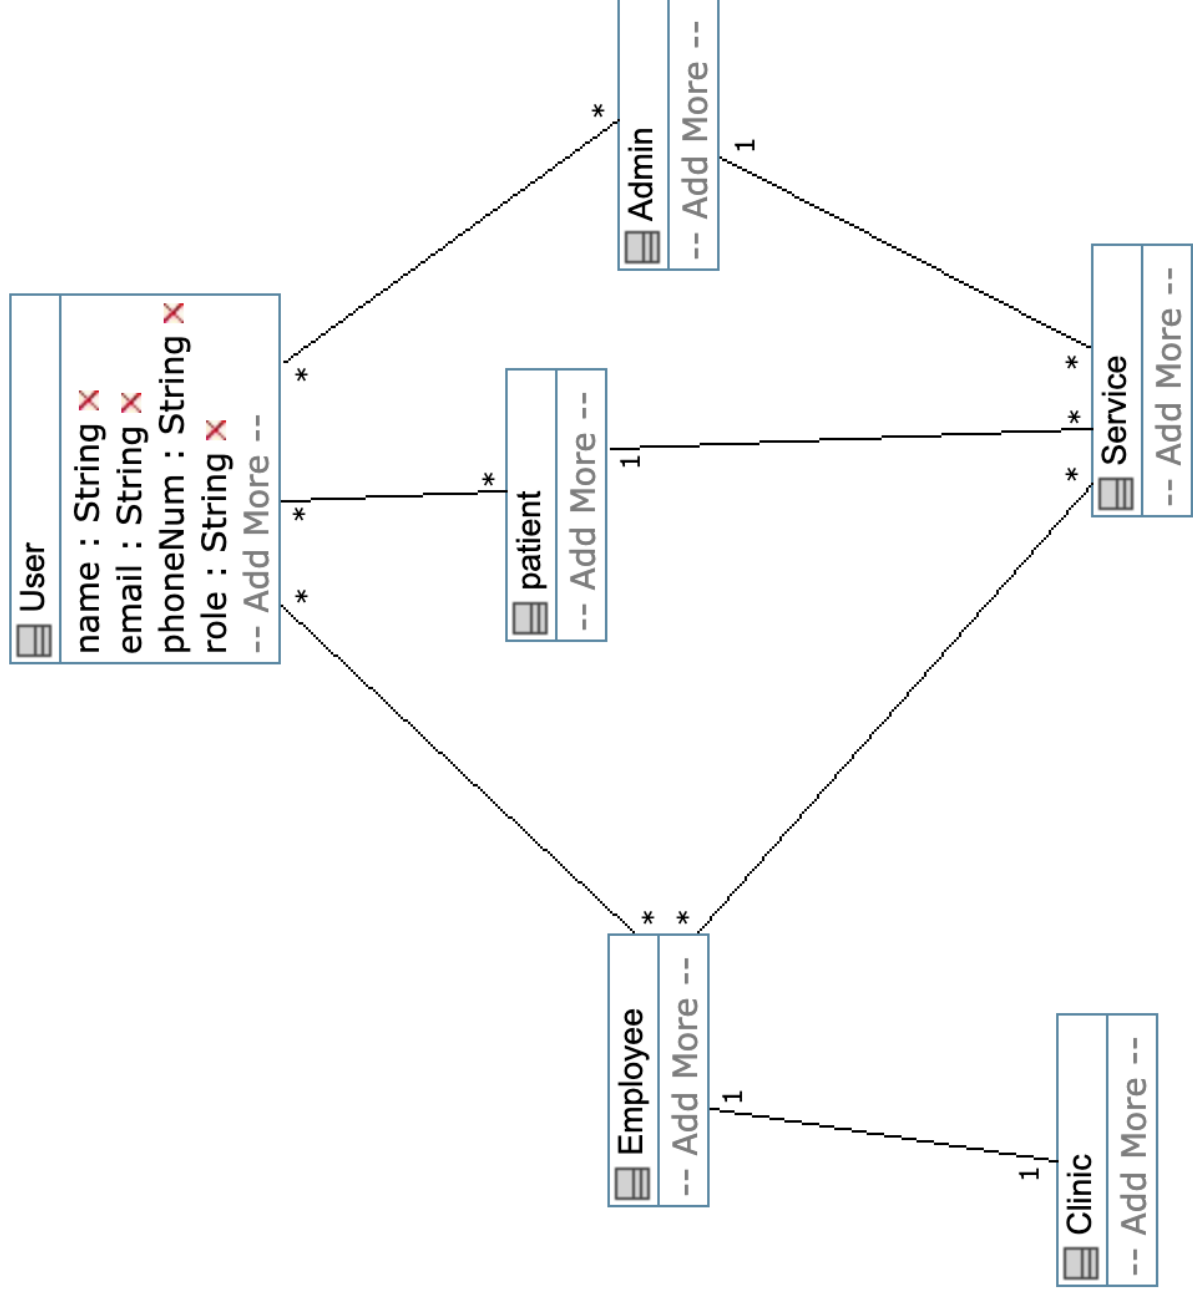 User
name : String
email : String
phoneNum : String
role : String
-- Add More --
*
*
*
*
*
patient
-- Add More --
1
Admin
-- Add More --
1
Employee
-- Add More --
*
*
1
1
Clinic
-- Add More --
*
*
*
Service
-- Add More --